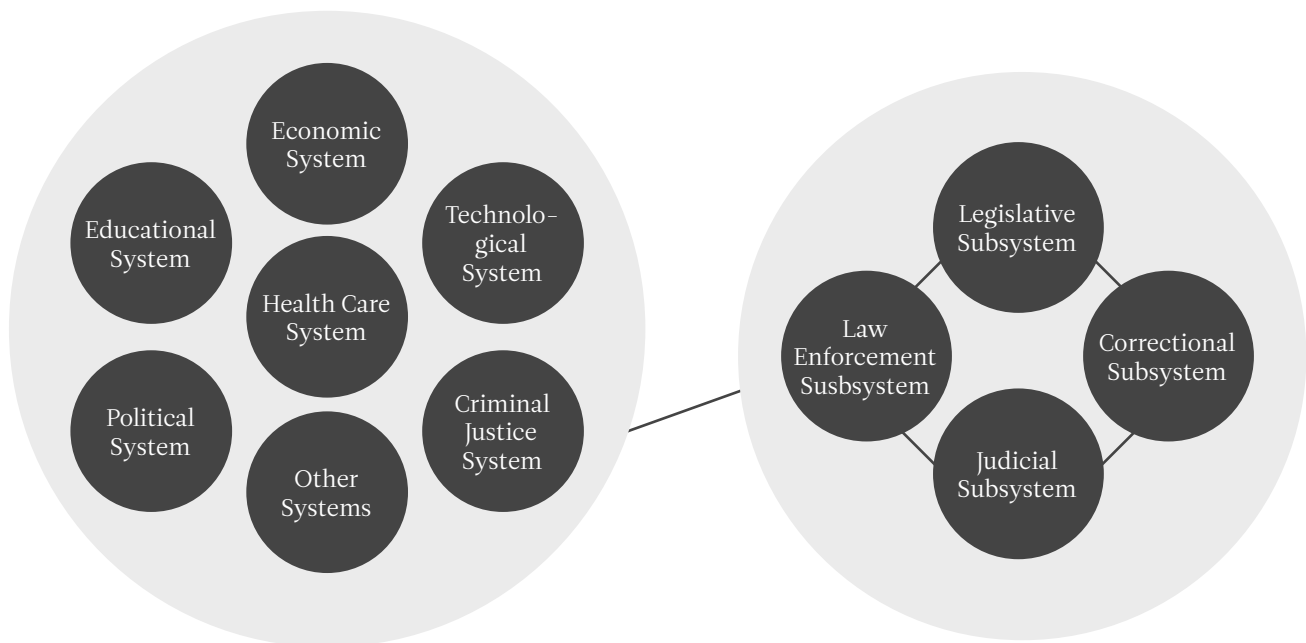 Economic
System
Educational
System
Technolo-
gical
System
Health Care
System
Political
System
Criminal
Justice
System
Other
Systems
Legislative
Subsystem
Law
Enforcement
Susbsystem
Correctional
Subsystem
Judicial
Subsystem